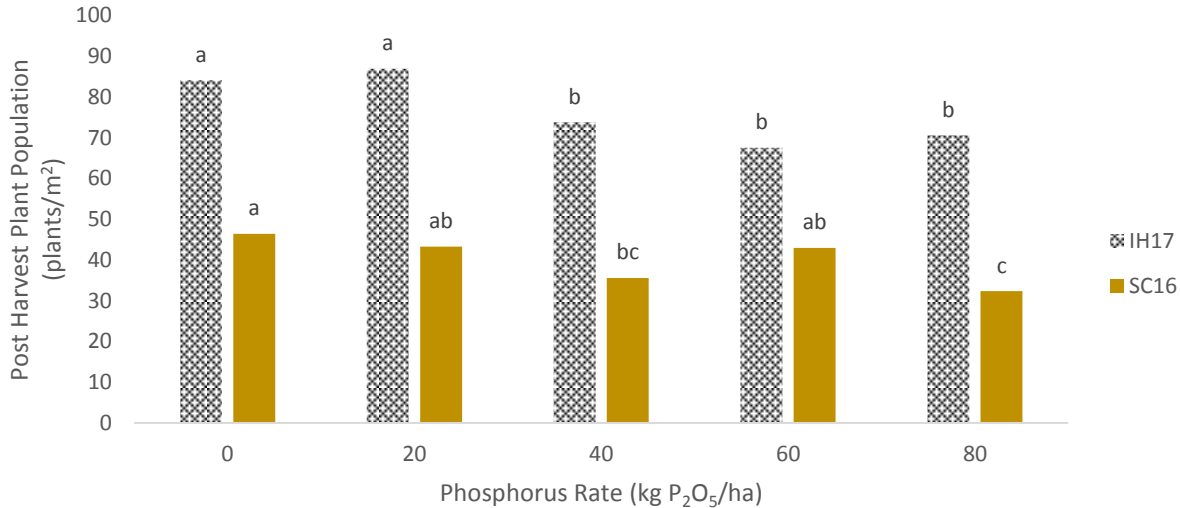 Post Harvest Plant Population
(plants/m²)
100
90
80
70
60
50
40
30
20
10
0
a
a
b
b
b
a
ab
bc
ab
c
0
20
40
60
80
Phosphorus Rate (kg P₂O₅/ha)
IH17
SC16